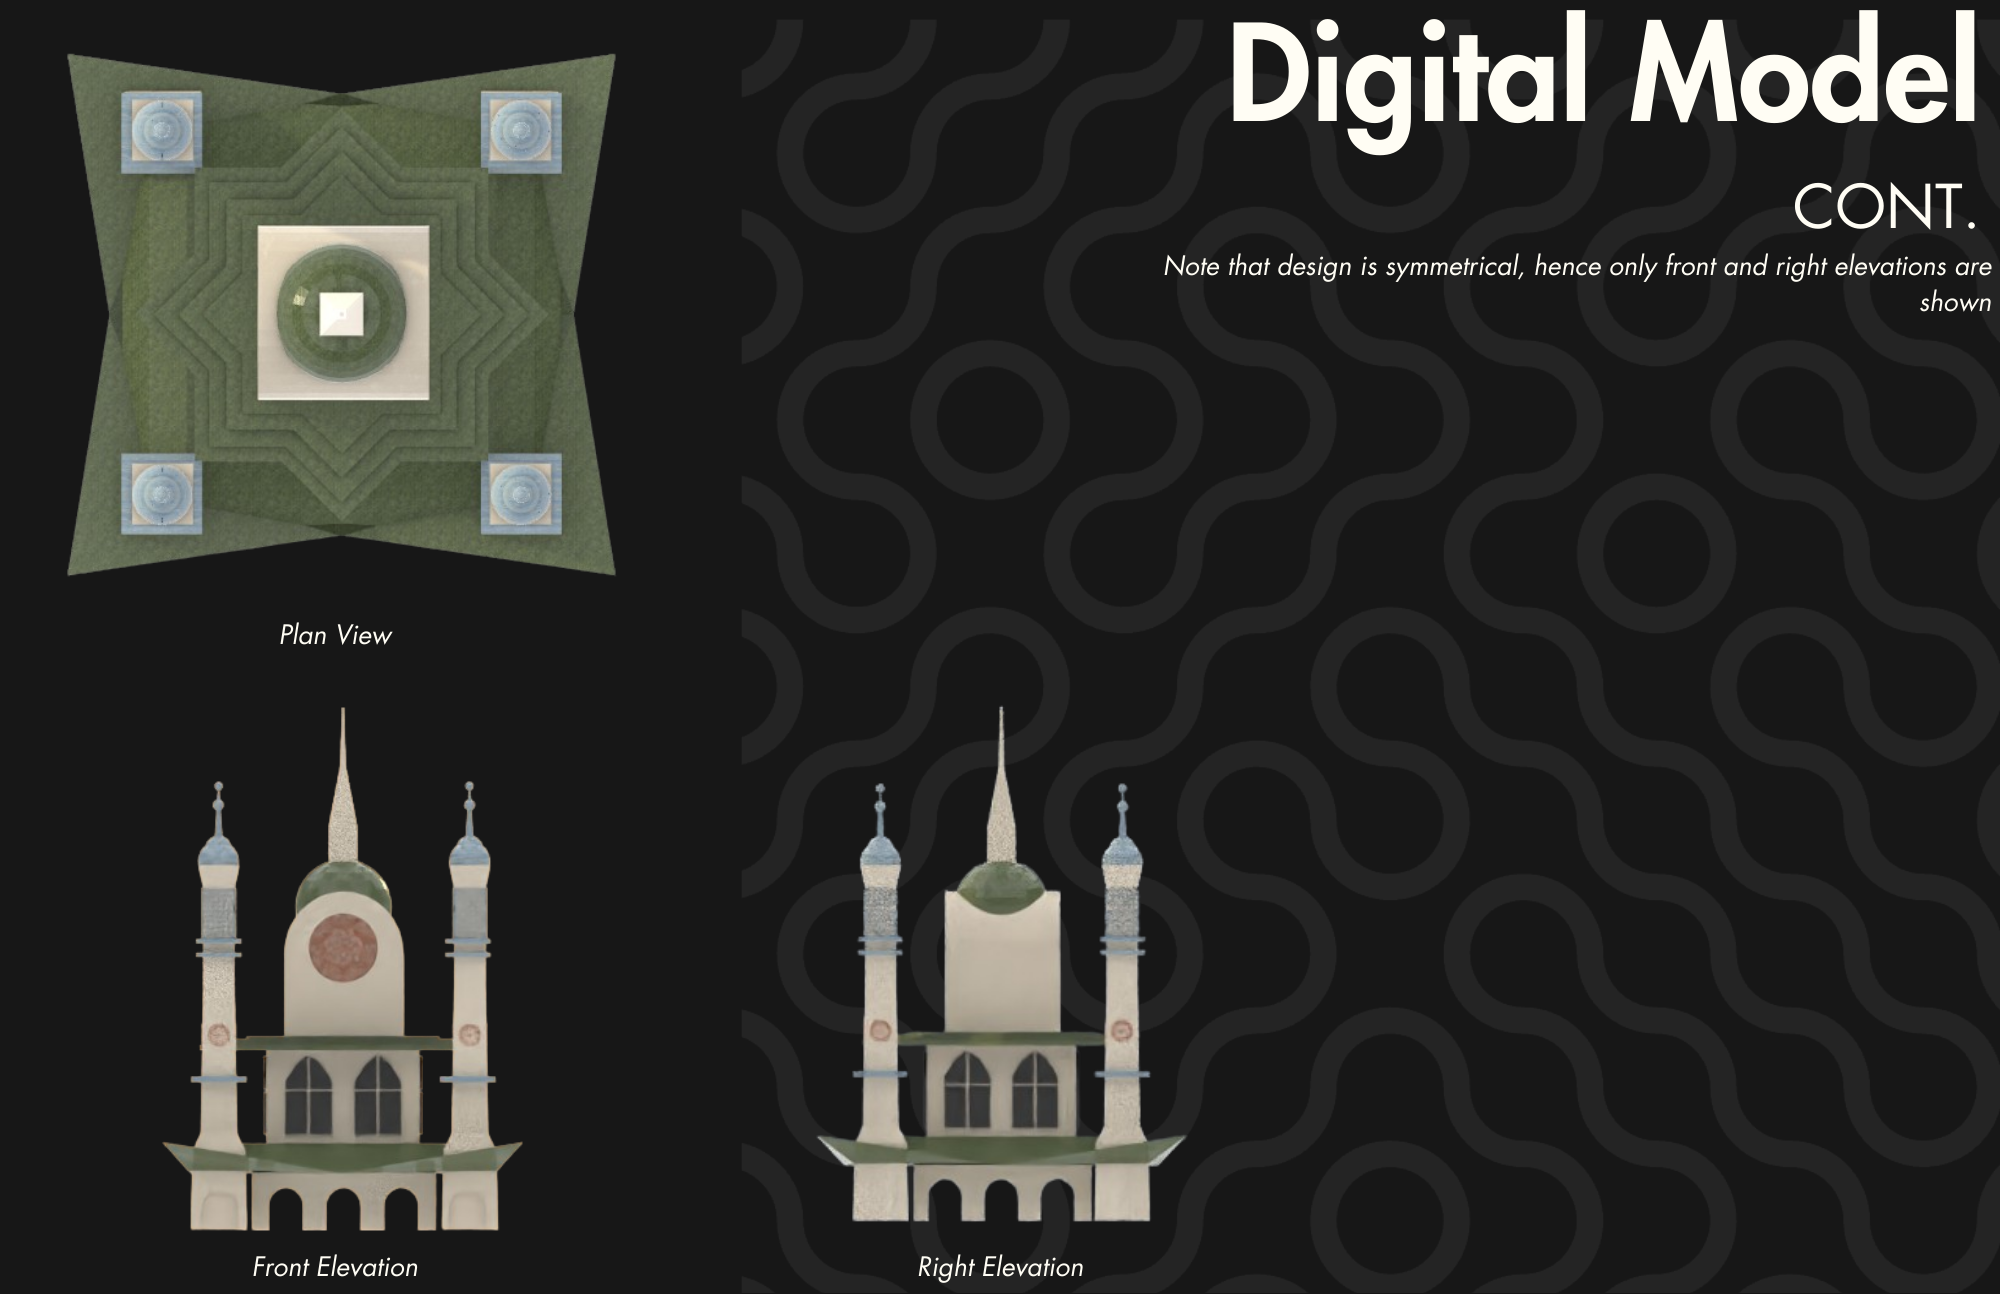 Digital Model
CONT.
Note that design is symmetrical, hence only front and right elevations are
shown
Plan View
Front Elevation
Right Elevation